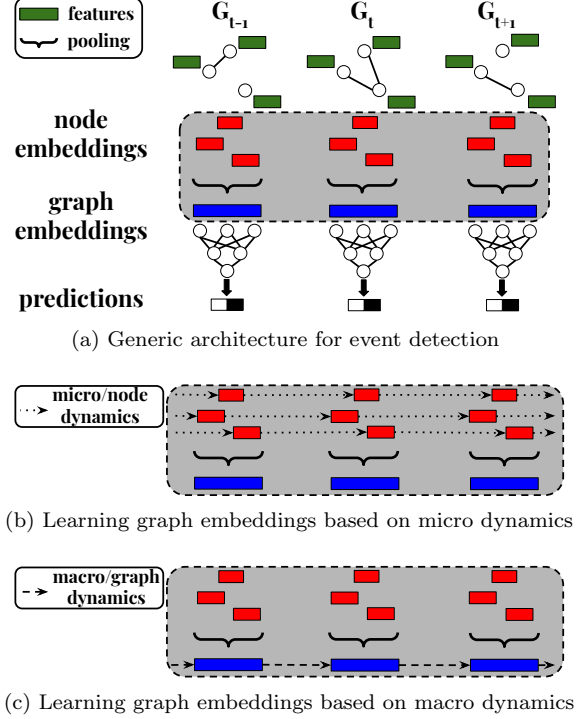 features
pooling
G_{t-1} G_t G_{t+1}
node
embeddings
graph
embeddings
predictions
(a) Generic architecture for event detection
micro/node
dynamics
(b) Learning graph embeddings based on micro dynamics
macro/graph
dynamics
(c) Learning graph embeddings based on macro dynamics